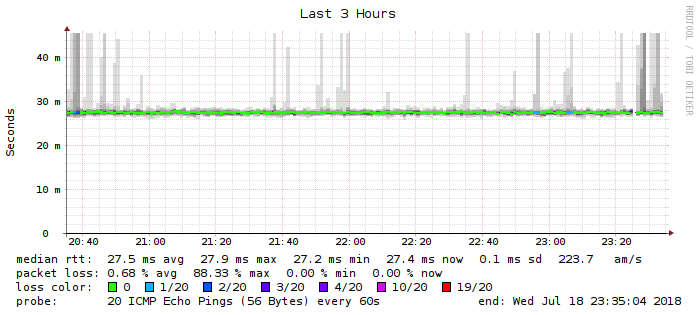 Last 3 Hours
RRDTOOL / TOBI OETIKER
Seconds
40 m
30 m
20 m
10 m
0
20:40 21:00 21:20 21:40 22:00 22:20 22:40 23:00 23:20
median rtt: 27.5 ms avg 27.9 ms max 27.2 ms min 27.4 ms now 0.1 ms sd 223.7 am/s
packet loss: 0.68 % avg 88.33 % max 0.00 % min 0.00 % now
loss color: 0 1/20 2/20 3/20 4/20 10/20 19/20
probe: 20 ICMP Echo Pings (56 Bytes) every 60s end: Wed Jul 18 23:35:04 2018